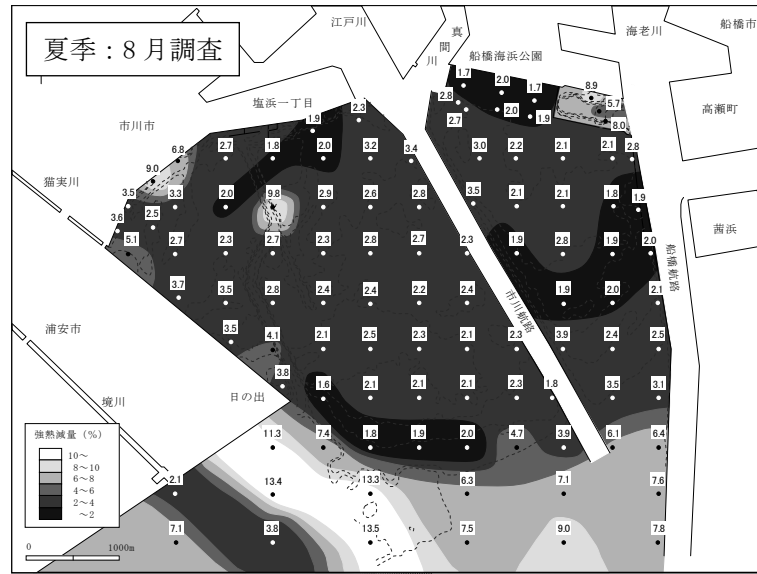 夏季：８月調査
江戸川
真間川
船橋海浜公園
海老川
船橋市
高瀬町
塩浜一丁目
市川市
猫実川
茜浜
船橋航路
市川航路
浦安市
境川
日の出
1.7 2.0 1.7 8.9
2.8 5.7
2.3 2.7 2.0 1.9 8.0
1.9
6.8 2.7 1.8 2.0 3.2 3.4 3.0 2.2 2.1 2.1 2.8
9.0
3.5 3.3 2.0 9.8 2.9 2.6 2.8 3.5 2.1 2.1 1.8 1.9
3.6 2.5
5.1 2.7 2.3 2.7 2.3 2.8 2.7 2.3 1.9 2.8 1.9 2.0
3.7 3.5 2.8 2.4 2.4 2.2 2.4 1.9 2.0 2.1
3.5 4.1 2.1 2.5 2.3 2.1 2.3 3.9 2.4 2.5
3.8 1.6 2.1 2.1 2.1 2.3 1.8 3.5 3.1
11.3 7.4 1.8 1.9 2.0 4.7 3.9 6.1 6.4
2.1 13.4 13.3 6.3 7.1 7.6
7.1 3.8 13.5 7.5 9.0 7.8
強熱減量（%）
10～
8～10
6～8
4～6
2～4
～2
0 1000m